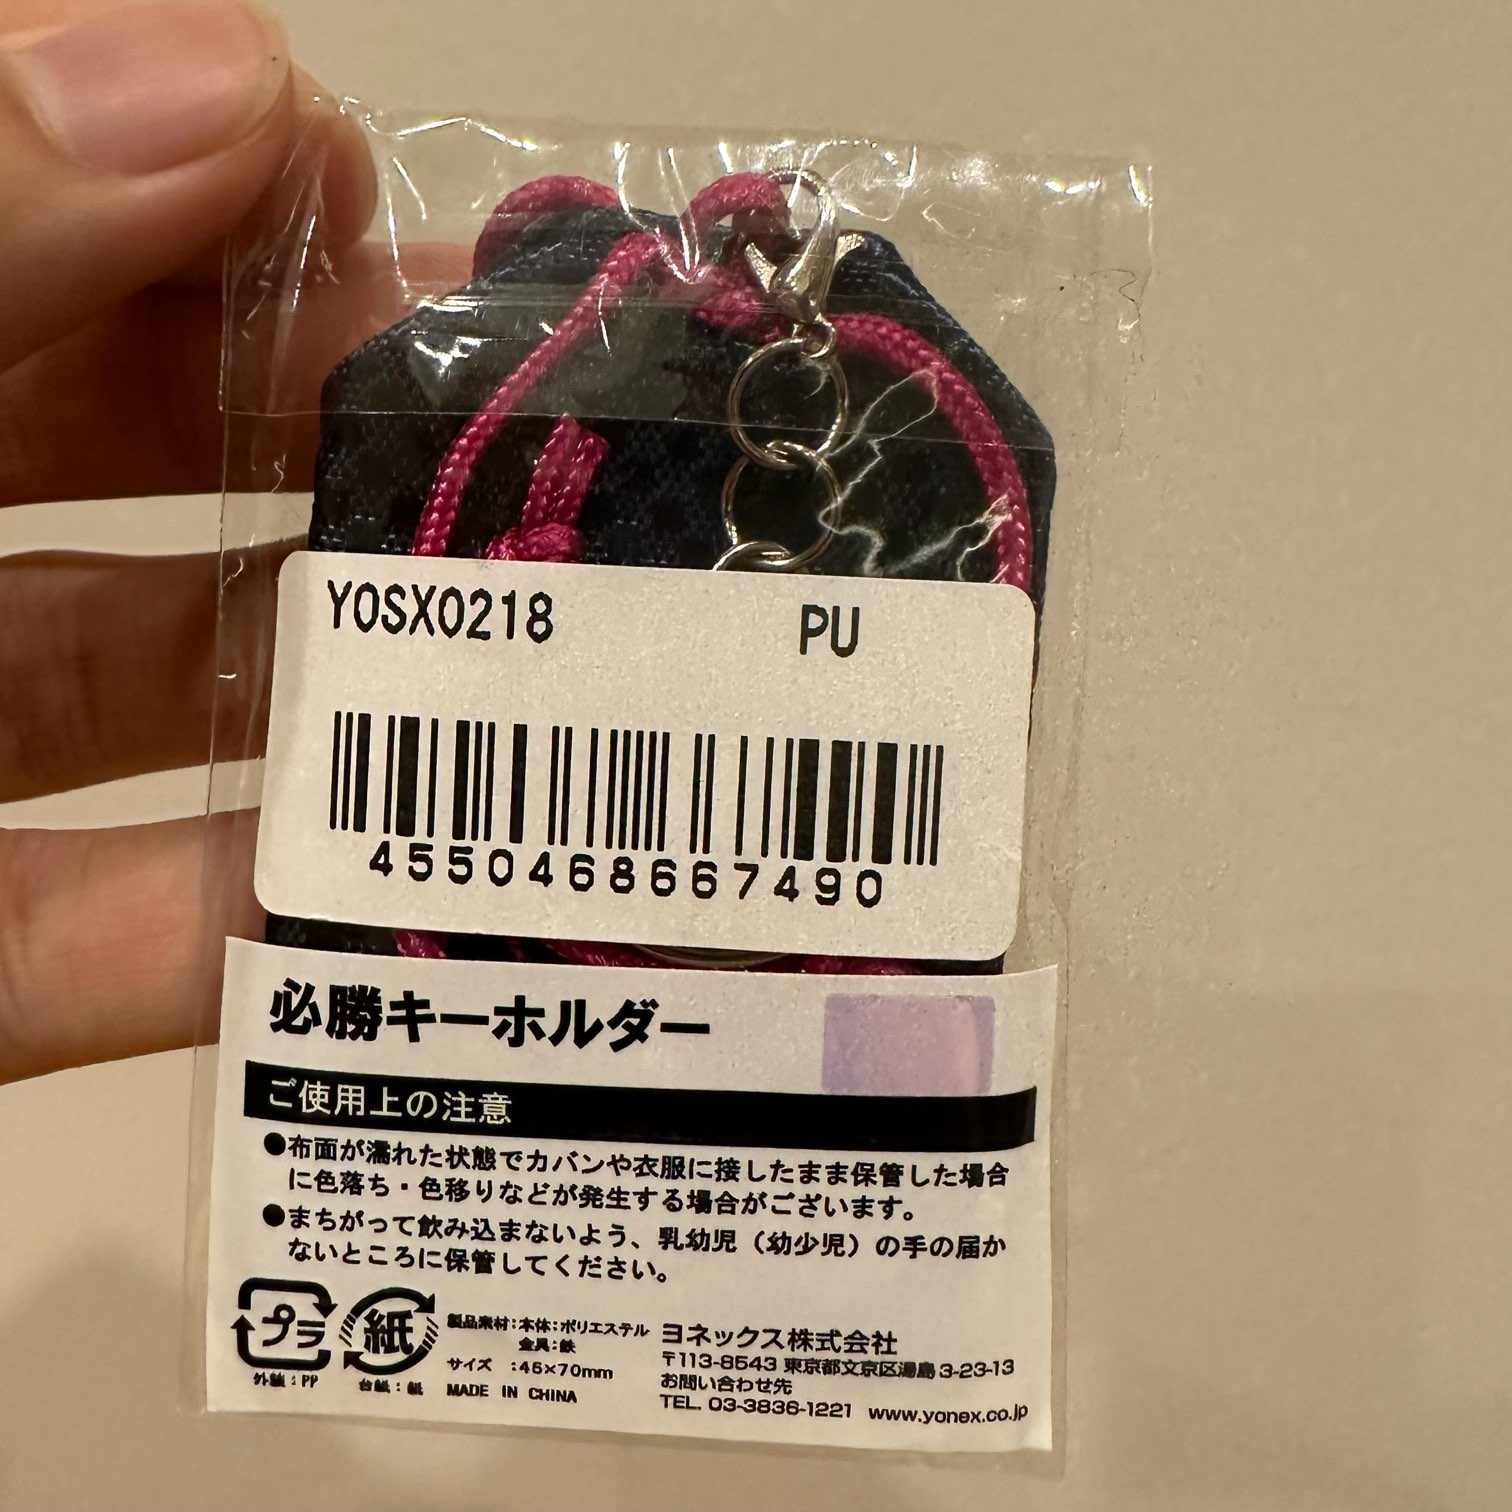 YOSX0218 PU
4550468667490
必勝キーホルダー
ご使用上の注意
●布面が濡れた状態でカバンや衣服に接したまま保管した場合
に色落ち・色移りなどが発生する場合がございます。
●まちがって飲み込まないよう、乳幼児（幼少児）の手の届か
ないところに保管してください。
プラ
外装：PP
紙
台紙：紙
製品素材：本体：ポリエステル
金具：鉄
サイズ ：45×70mm
MADE IN CHINA
ヨネックス株式会社
〒113-8543 東京都文京区湯島3-23-13
お問い合わせ先
TEL. 03-3836-1221 www.yonex.co.jp